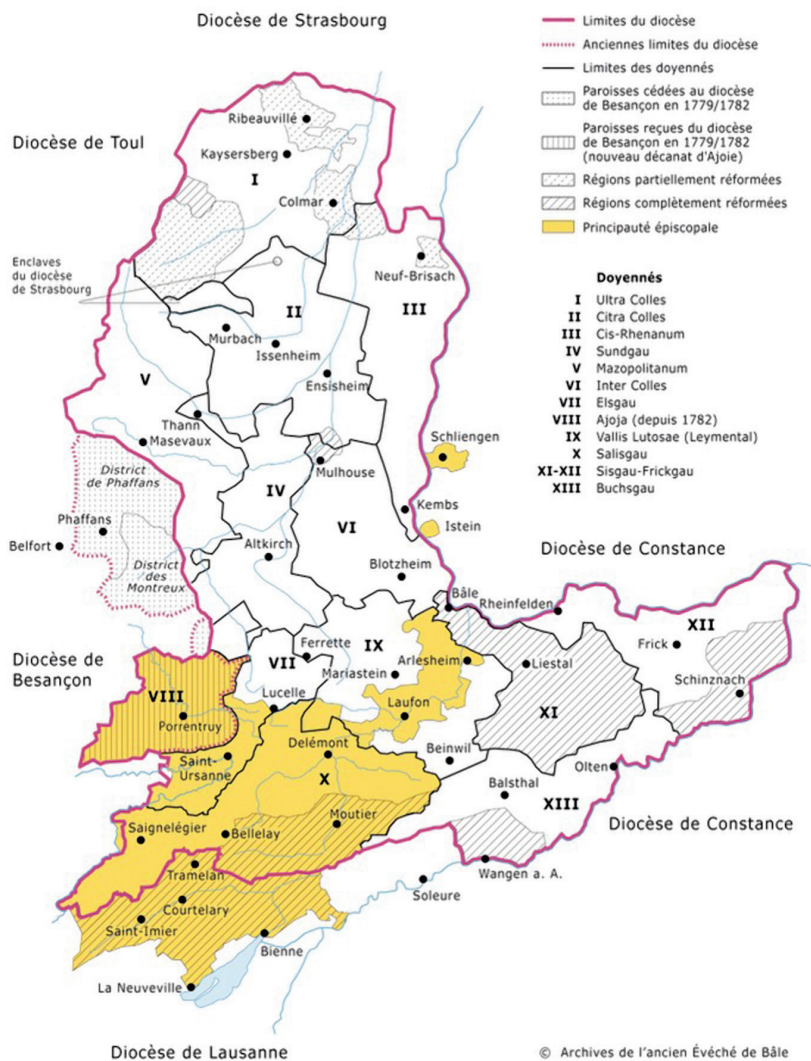 Diocèse de Strasbourg
Limites du diocèse
Anciennes limites du diocèse
Limites des doyennés
Paroisses cédées au diocèse
de Besançon en 1779/1782
Paroisses reçues du diocèse
de Besançon en 1779/1782
(nouveau décanat d'Ajoie)
Régions partiellement réformées
Régions complètement réformées
Principauté épiscopale
Doyennés
I Ultra Colles
II Citra Colles
III Cis-Rhenanum
IV Sundgau
V Mazopolitanum
VI Inter Colles
VII Elsgau
VIII Ajoja (depuis 1782)
IX Vallis Lutosae (Leymental)
X Salisgau
XI-XII Sisgau-Frickgau
XIII Buchsgau
Diocèse de Toul
Ribeauvillé
Kaysersberg
I
Colmar
Enclaves
du diocèse
de Strasbourg
Neuf-Brisach
II
III
Murbach
Issenheim
V
Ensisheim
Thann
Masevaux
Schliengen
District
de Phaffans
Mulhouse
IV
Kembs
Phaffans
VI
Istein
Belfort
Altkirch
Diocèse de Constance
District
des
Montreux
Blotzheim
Bâle
Rheinfelden
XII
Diocèse de
Besançon
Ferrette
IX
Frick
VII
Mariastein
Arlesheim
Liestal
VIII
Lucelle
Schinznach
Porrentruy
Laufon
XI
Saint-
Ursanne
Delémont
Beinwil
X
Olten
Balsthal
XIII
Saignelégier
Bellelay
Moutier
Diocèse de Constance
Tramelan
Wangen a. A.
Soleure
Courtelary
Saint-Imier
Bienne
La Neuveville
Diocèse de Lausanne
© Archives de l'ancien Évéché de Bâle